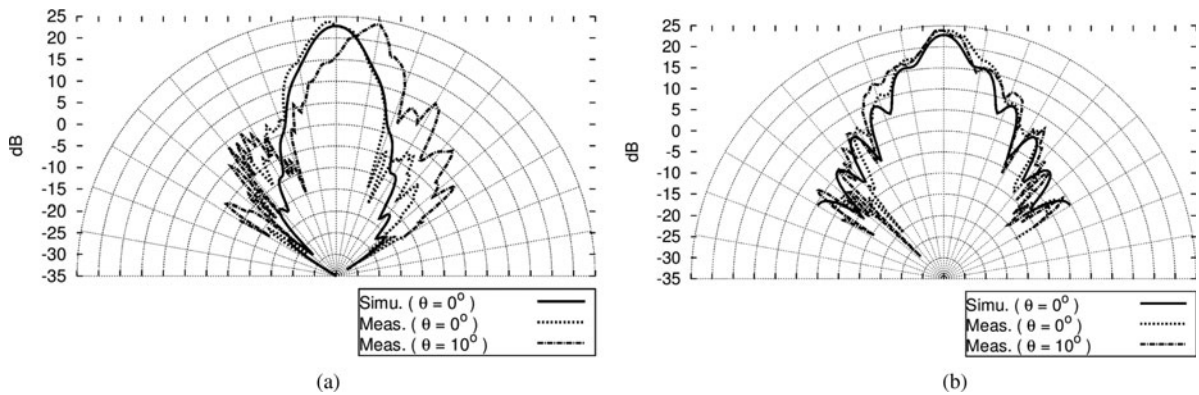 25
20
15
10
5
0
-5
-10
-15
-20
-25
-30
-35
dB
Simu. ( θ = 0° )
Meas. ( θ = 0° )
Meas. ( θ = 10° )
(a)
25
20
15
10
5
0
-5
-10
-15
-20
-25
-30
-35
dB
Simu. ( θ = 0° )
Meas. ( θ = 0° )
Meas. ( θ = 10° )
(b)